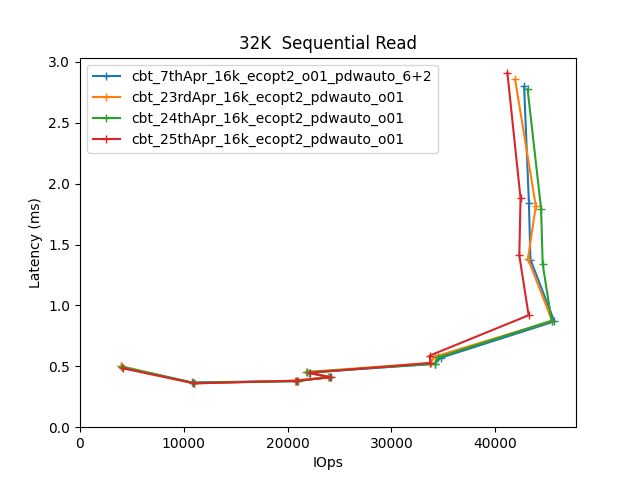 32K  Sequential Read
cbt_7thApr_16k_ecopt2_o01_pdwauto_6+2
cbt_23rdApr_16k_ecopt2_pdwauto_o01
cbt_24thApr_16k_ecopt2_pdwauto_o01
cbt_25thApr_16k_ecopt2_pdwauto_o01
Latency (ms)
3.0
2.5
2.0
1.5
1.0
0.5
0.0
0 10000 20000 30000 40000
IOps